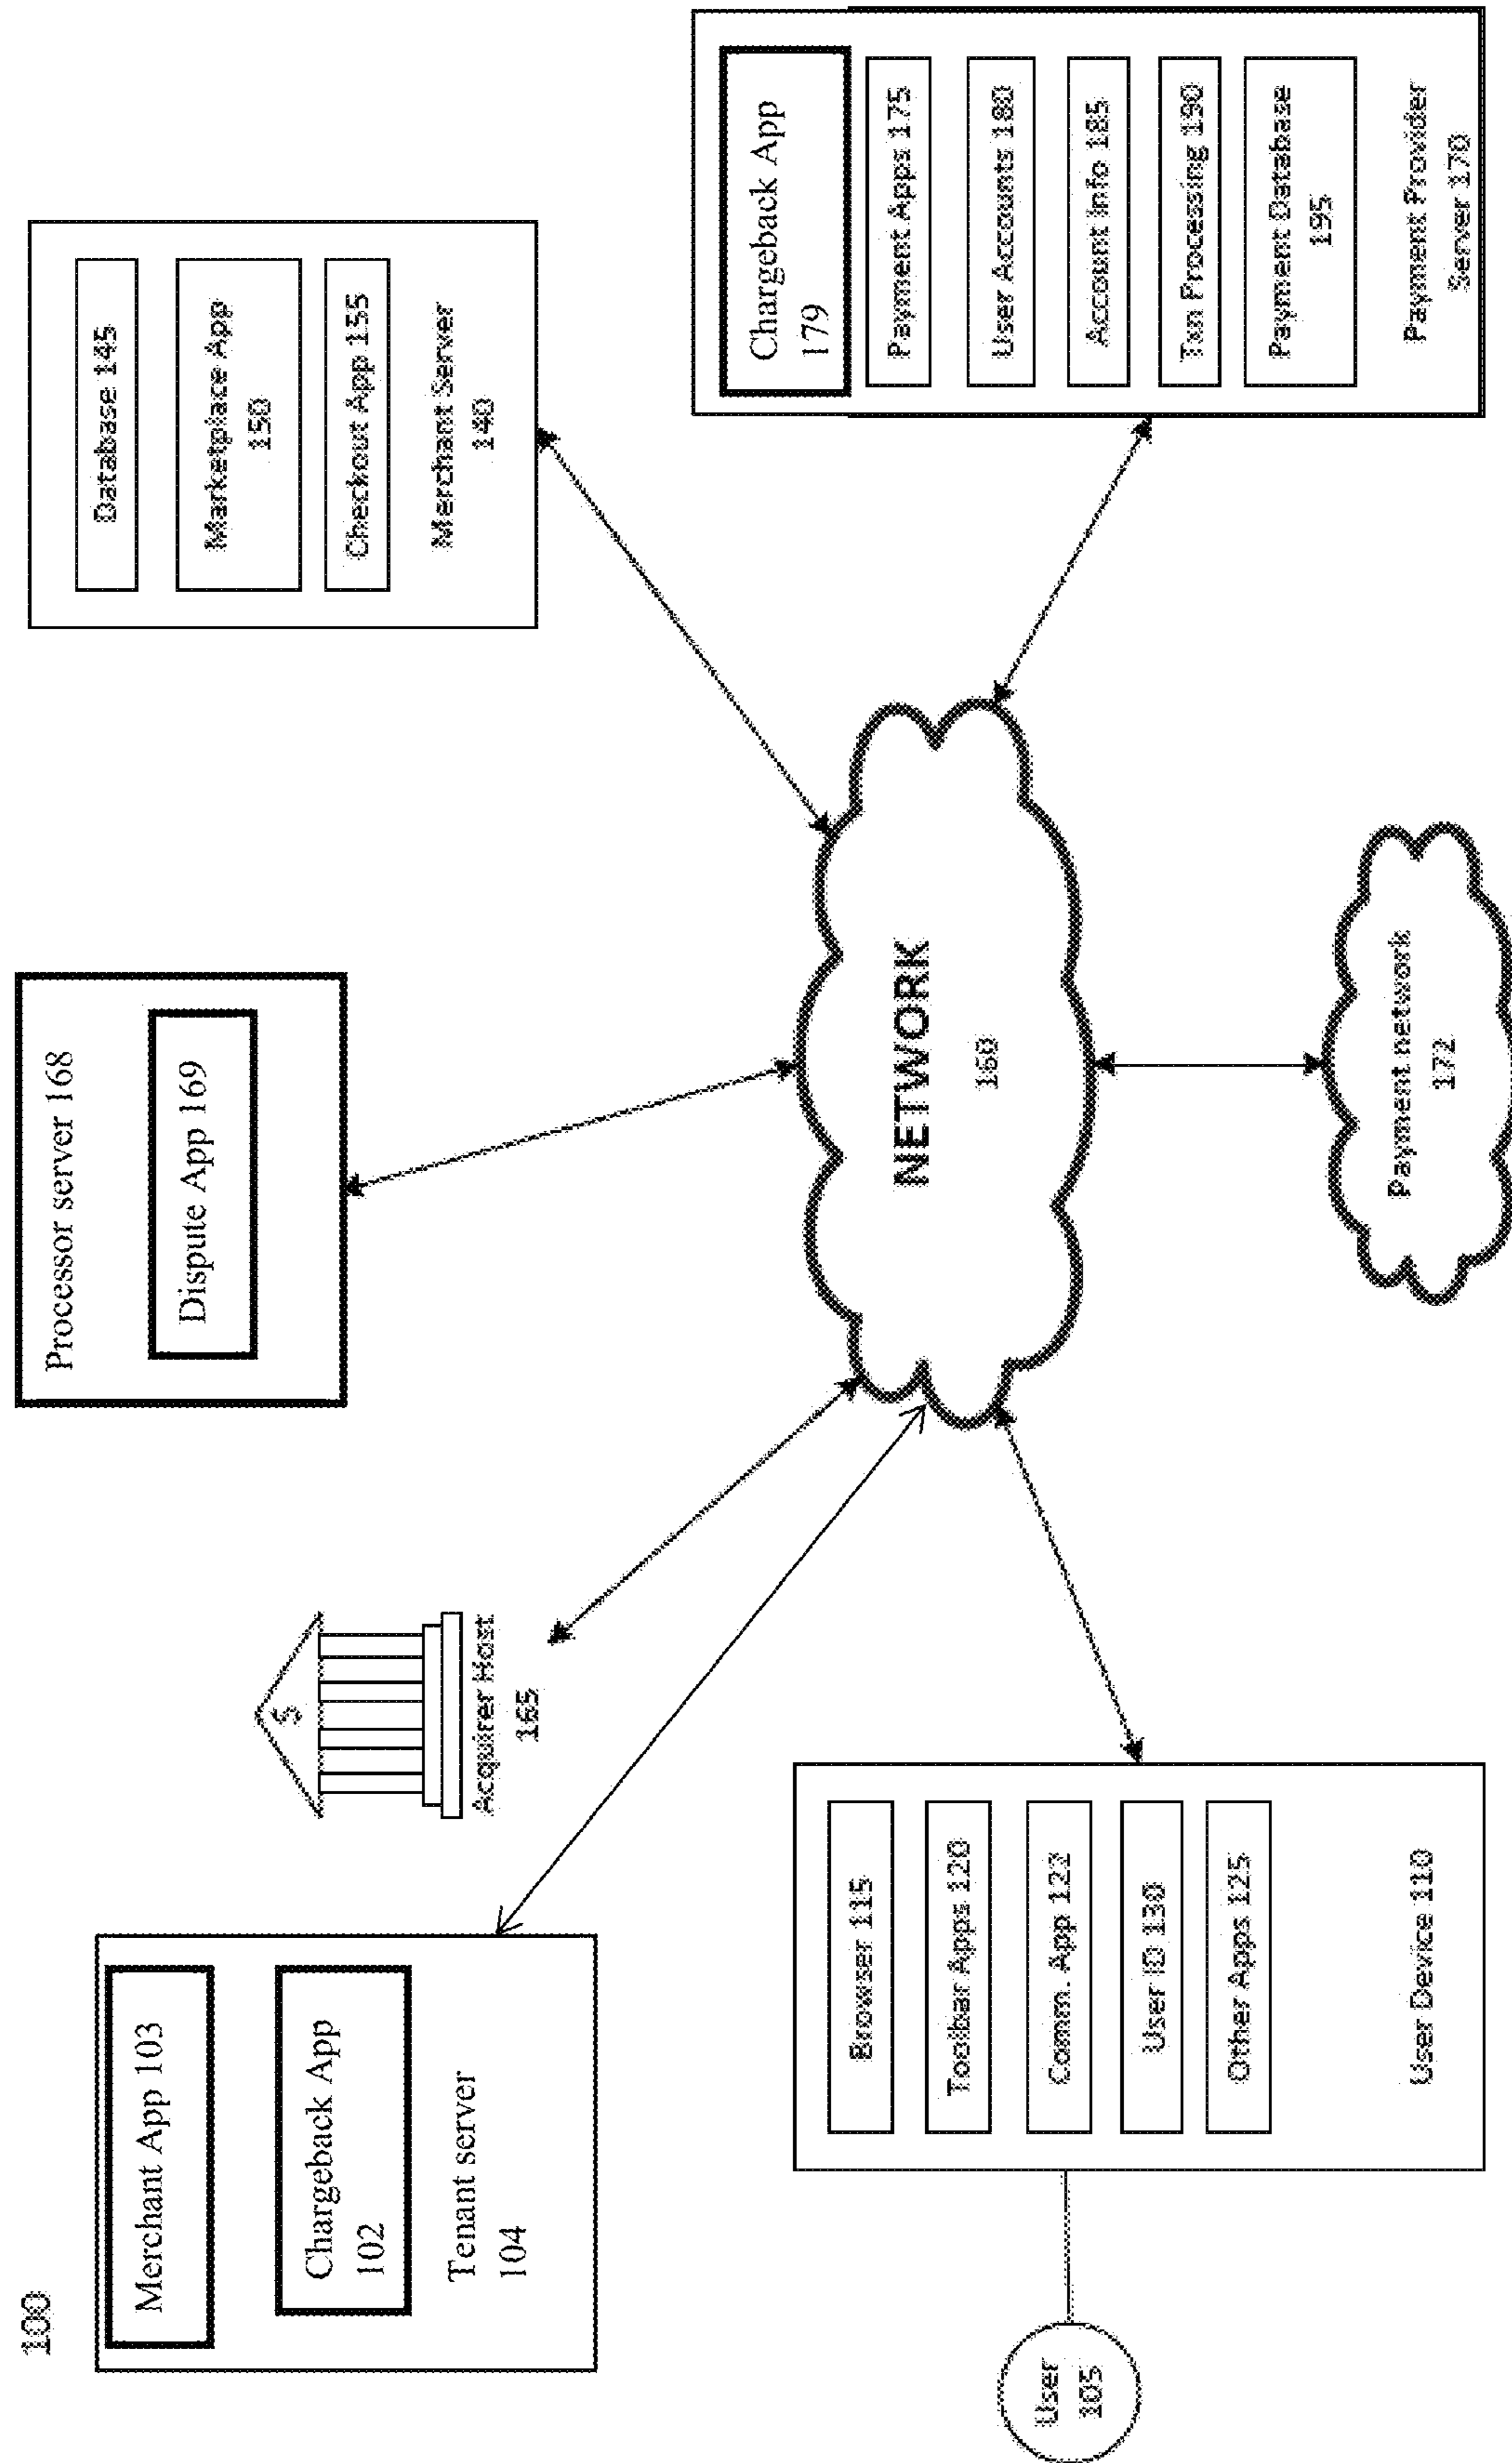 100
Merchant App 103
Chargeback App
102
Tenant server
104
$
Acquirer Host
165
Processor server 168
Dispute App 169
Database 145
Marketplace App
150
Checkout App 155
Merchant Server
140
NETWORK
160
User
105
Browser 115
Toolbar Apps 120
Comm. App 122
User ID 130
Other Apps 125
User Device 110
Payment network
172
Chargeback App
179
Payment Apps 175
User Accounts 180
Account Info 185
Txn Processing 190
Payment Database
195
Payment Provider
Server 170